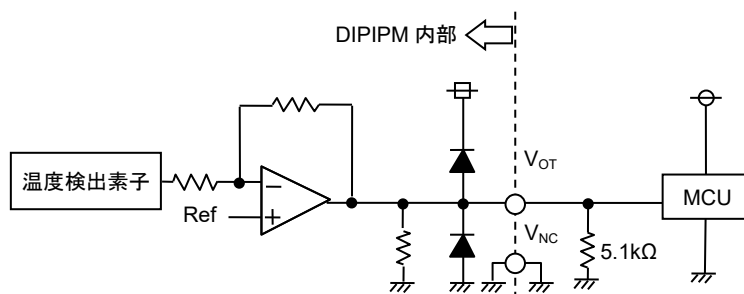 DIPIPM 内部
温度検出素子
Ref
V_OT
V_NC
5.1kΩ
MCU